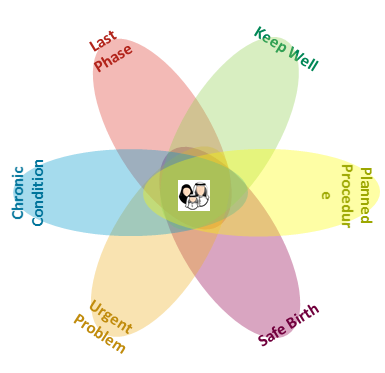 Last
Phase
Keep Well
Planned
Procedur
e
Safe Birth
Urgent
Problem
Chronic
Condition